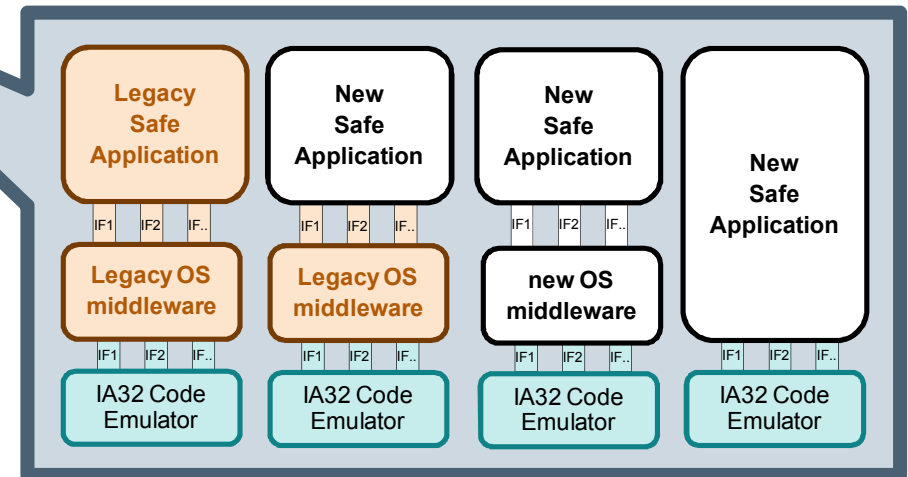 Legacy
Safe
Application
New
Safe
Application
New
Safe
Application
New
Safe
Application
IF1 IF2 IF..
IF1 IF2 IF..
IF1 IF2 IF..
Legacy OS
middleware
Legacy OS
middleware
new OS
middleware
IF1 IF2 IF..
IF1 IF2 IF..
IF1 IF2 IF..
IF1 IF2 IF..
IA32 Code
Emulator
IA32 Code
Emulator
IA32 Code
Emulator
IA32 Code
Emulator